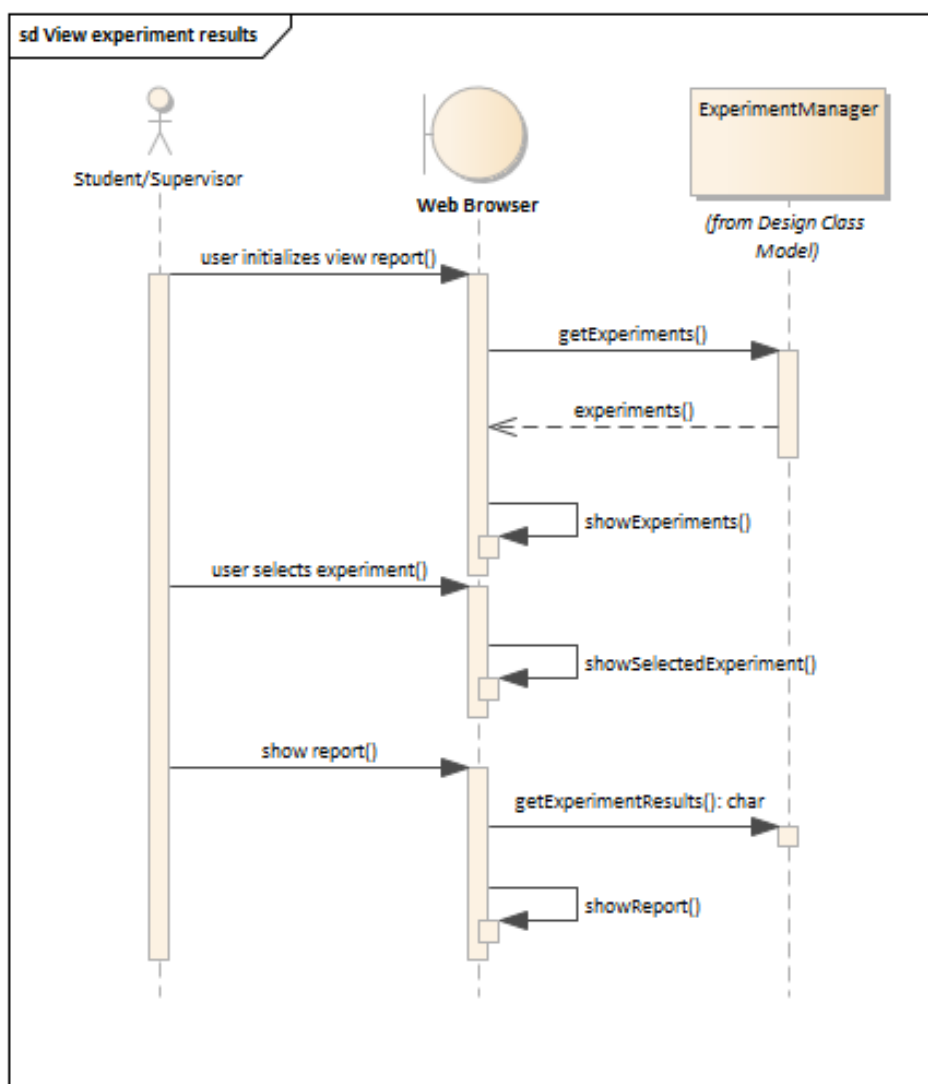 sd View experiment results
Student/Supervisor
Web Browser
ExperimentManager
(from Design Class
Model)
user initializes view report()
getExperiments()
experiments()
showExperiments()
user selects experiment()
showSelectedExperiment()
show report()
getExperimentResults(): char
showReport()